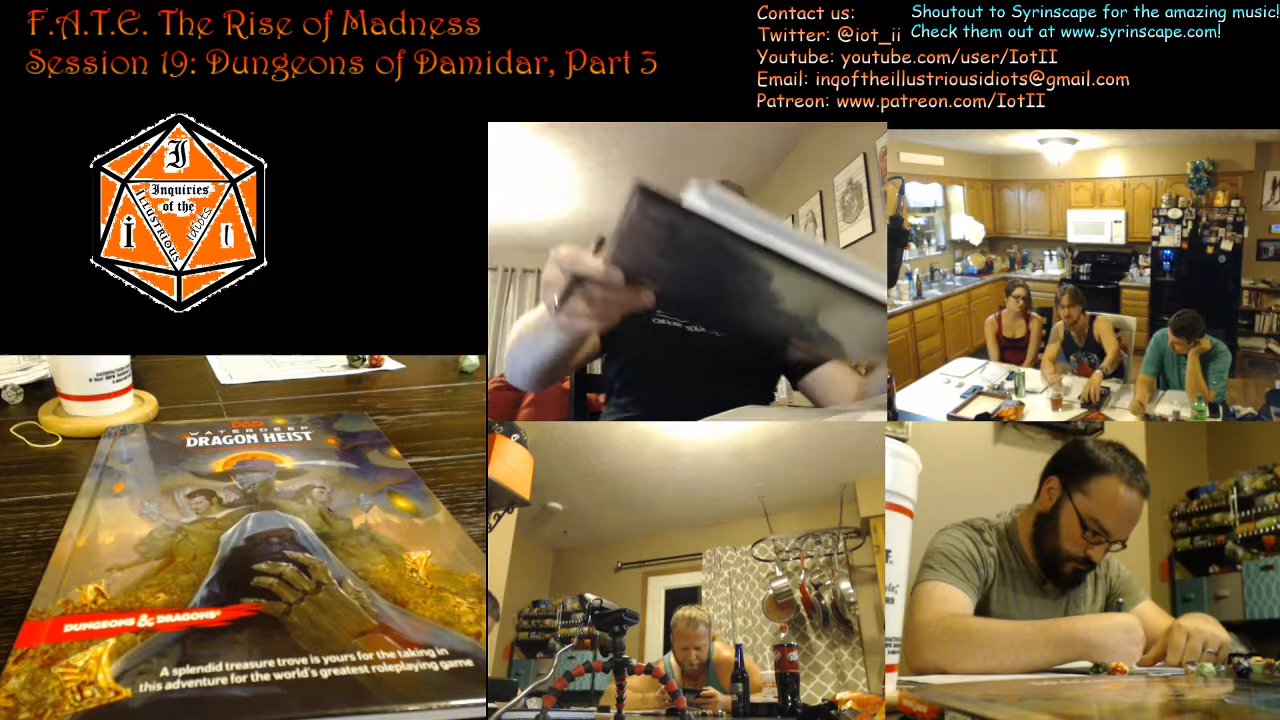 F.A.T.E. The Rise of Madness
Session 19: Dungeons of Damidar, Part 3
Contact us:
Twitter: @iot_ii
Youtube: youtube.com/user/IotII
Email: inqoftheillustriousidiots@gmail.com
Patreon: www.patreon.com/IotII
Shoutout to Syrinscape for the amazing music!
Check them out at www.syrinscape.com!
I
Inquiries
of the
ILLUSTRIOUS
idiots
i
I
D&D
WATERDEEP
DRAGON HEIST
DUNGEONS & DRAGONS
A splendid treasure trove is yours for the taking in
this adventure for the world's greatest roleplaying game